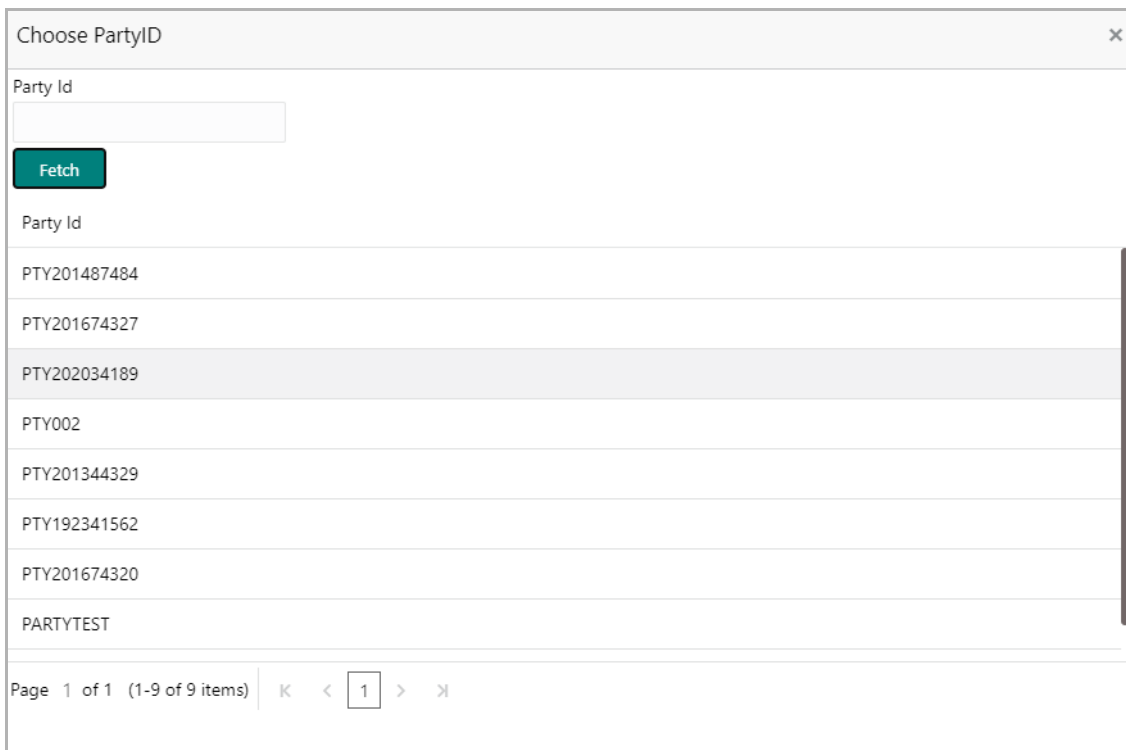 Choose PartyID
Party Id
Fetch
Party Id
PTY201487484
PTY201674327
PTY202034189
PTY002
PTY201344329
PTY192341562
PTY201674320
PARTYTEST
Page 1 of 1 (1-9 of 9 items) 1